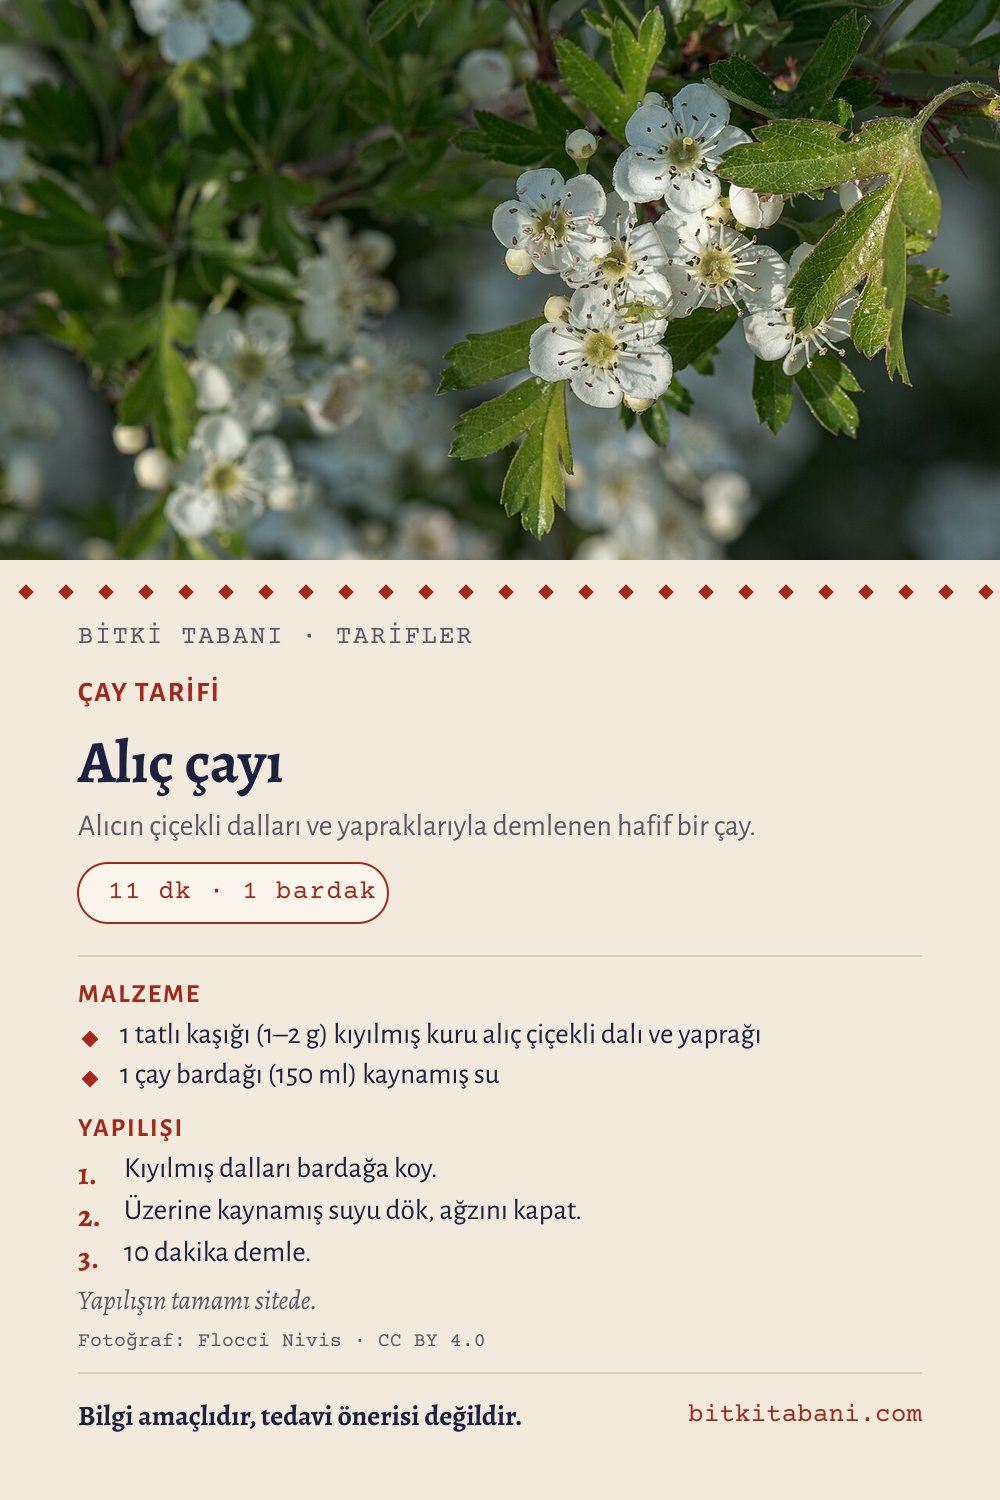 BİTKİ TABANI · TARİFLER
ÇAY TARİFİ
Alıç çayı
Alıcın çiçekli dalları ve yapraklarıyla demlenen hafif bir çay.
11 dk · 1 bardak
MALZEME
◆ 1 tatlı kaşığı (1–2 g) kıyılmış kuru alıç çiçekli dalı ve yaprağı
◆ 1 çay bardağı (150 ml) kaynamış su
YAPILIŞI
1. Kıyılmış dalları bardağa koy.
2. Üzerine kaynamış suyu dök, ağzını kapat.
3. 10 dakika demle.
Yapılışın tamamı sitede.
Fotoğraf: Flocci Nivis · CC BY 4.0
Bilgi amaçlıdır, tedavi önerisi değildir.
bitkitabani.com